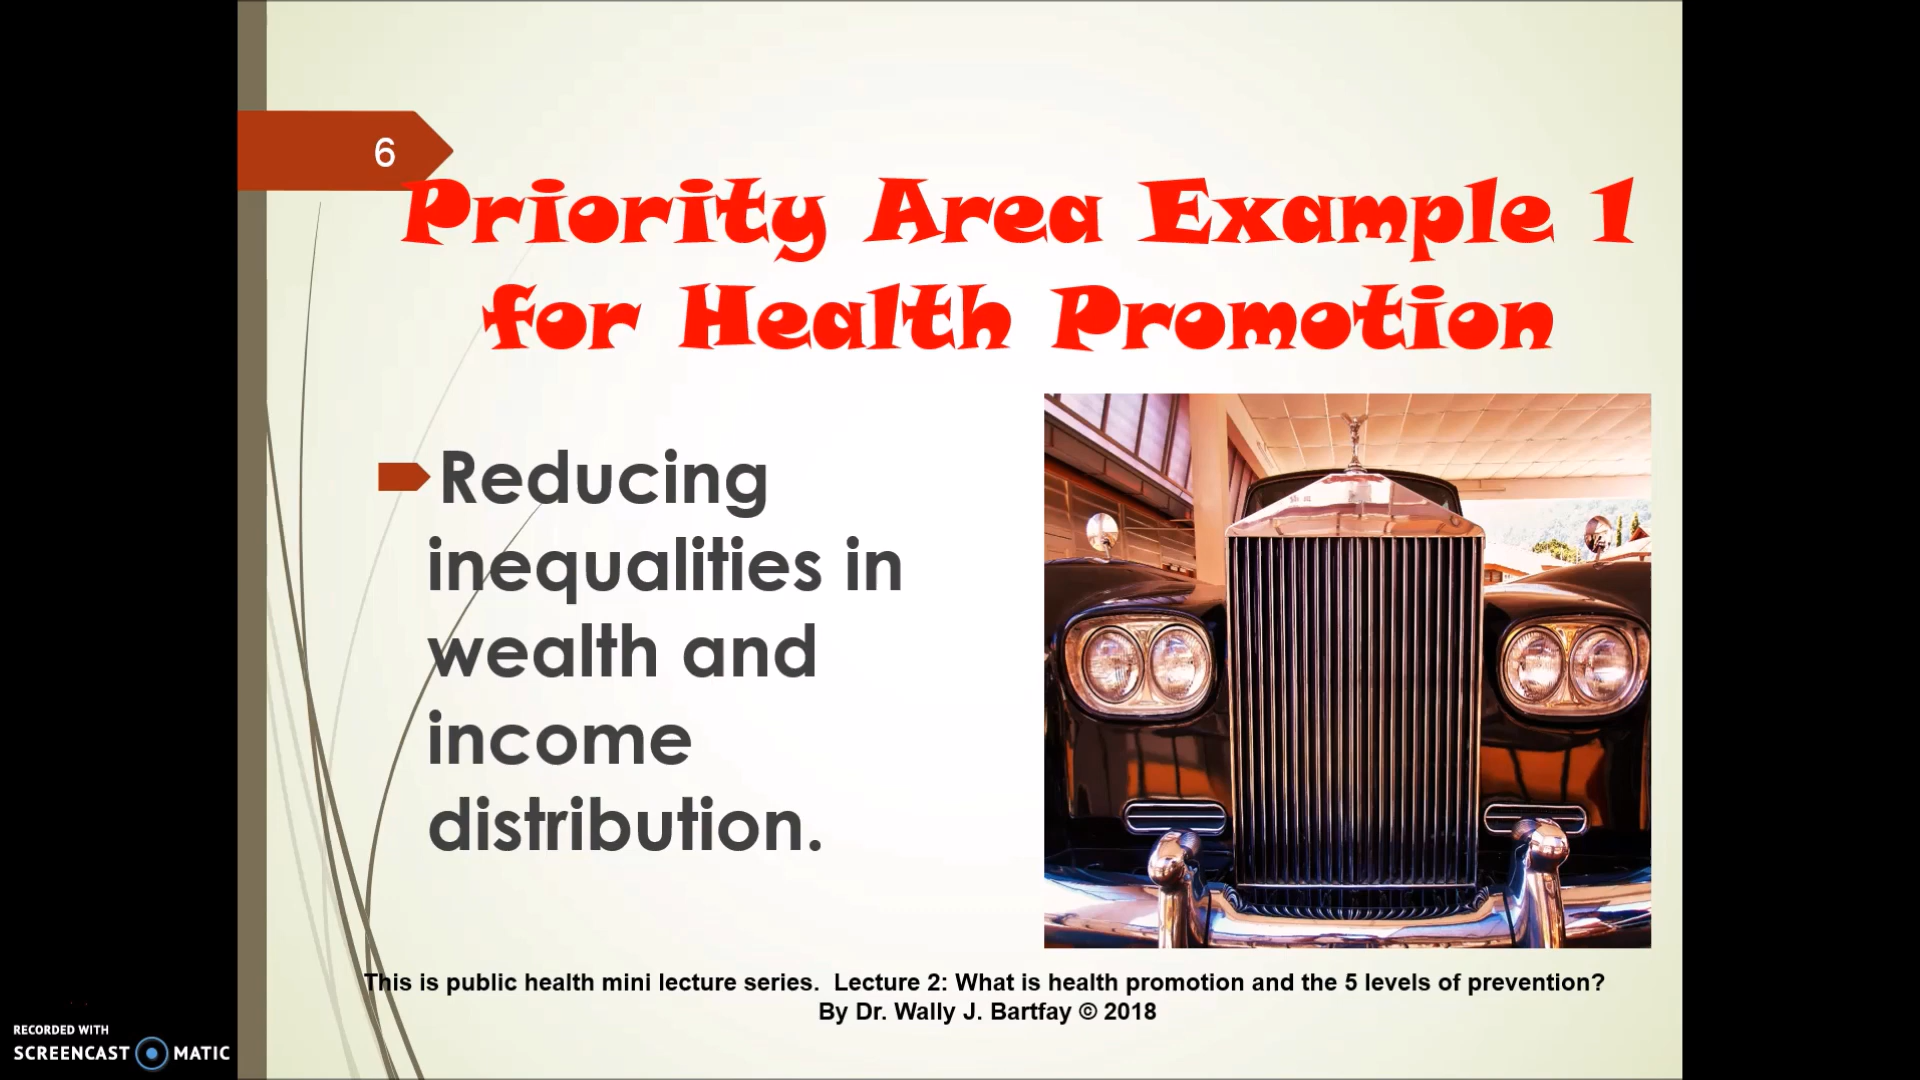 6
Priority Area Example 1
for Health Promotion
Reducing
inequalities in
wealth and
income
distribution.
This is public health mini lecture series.  Lecture 2: What is health promotion and the 5 levels of prevention?
By Dr. Wally J. Bartfay © 2018
RECORDED WITH
SCREENCAST MATIC